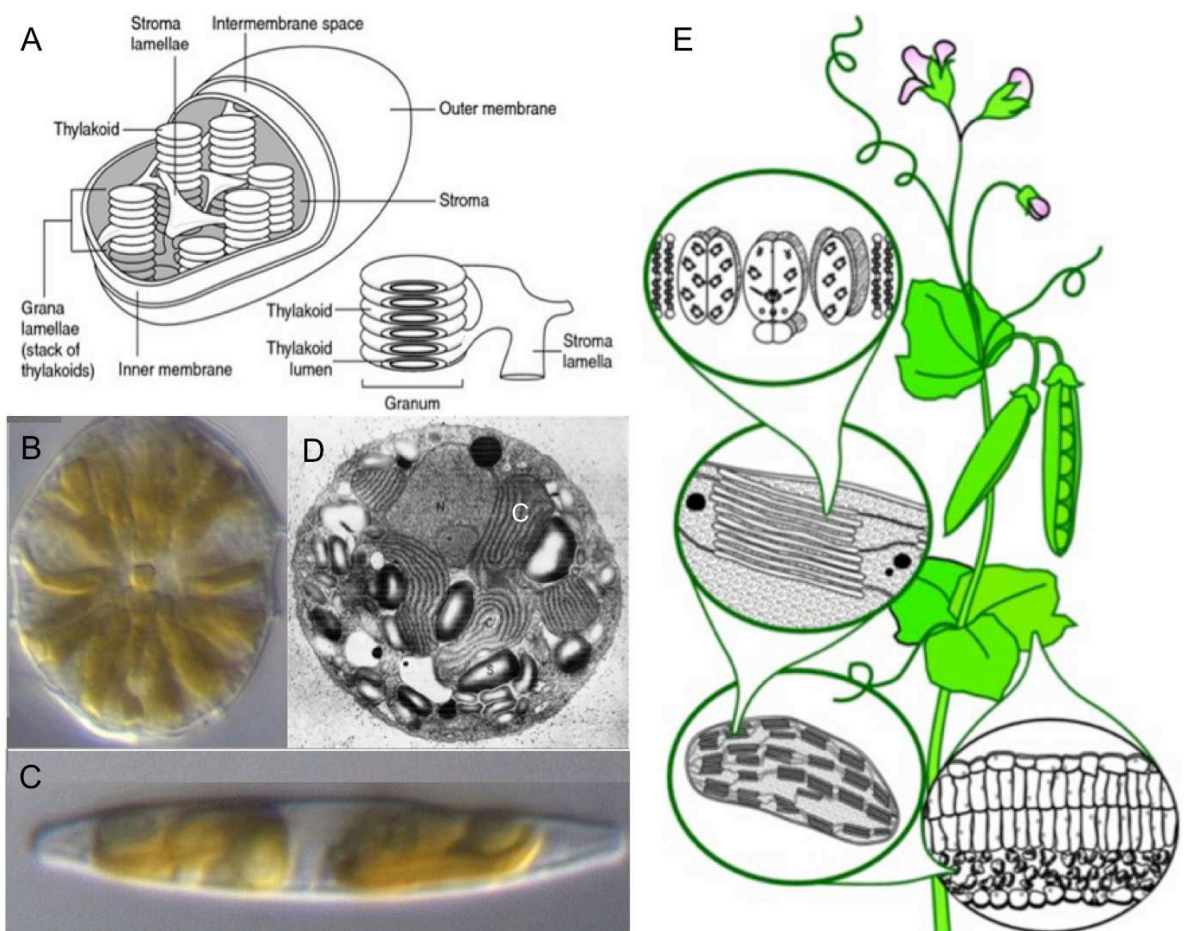 A
Stroma
lamellae
Intermembrane space
Outer membrane
Thylakoid
Stroma
Grana
lamellae
(stack of
thylakoids)
Inner membrane
Thylakoid
Thylakoid
lumen
Stroma
lamella
Granum
B
D
N
C
C
S
C
E